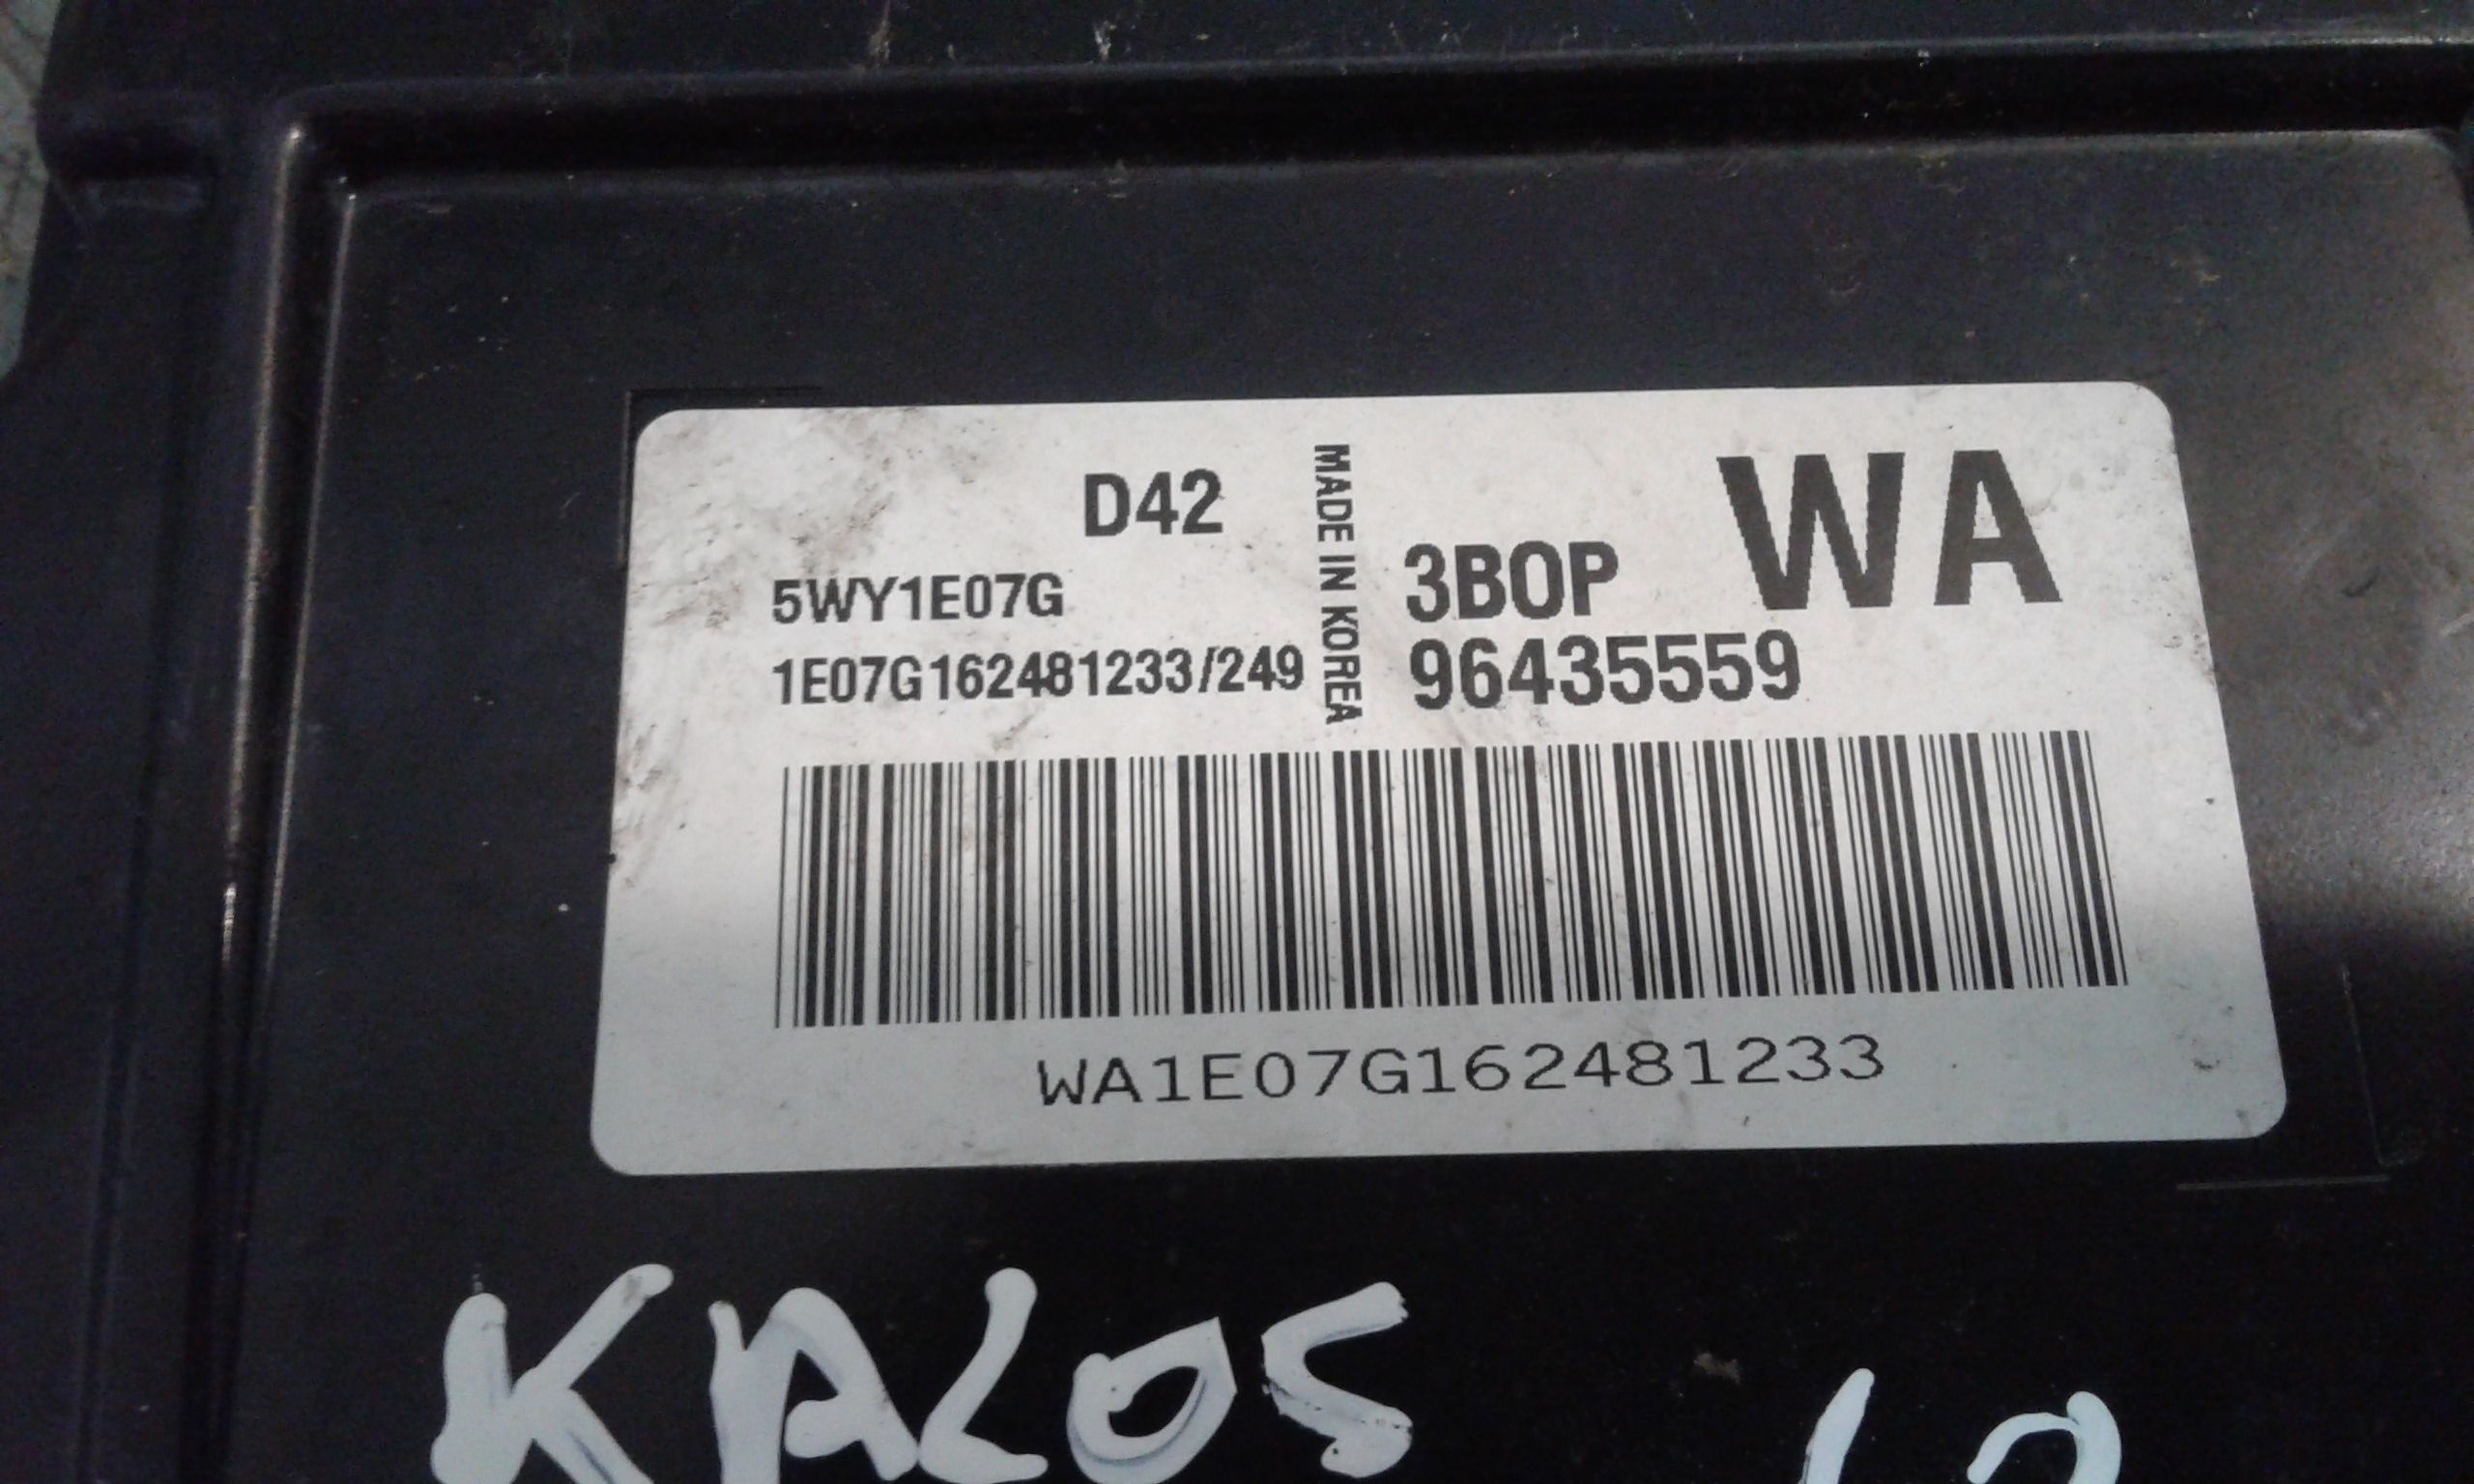 D42
5WY1E07G
1E07G162481233/249
MADE IN KOREA
3BOP
WA
96435559
WA1E07G162481233
KALOS